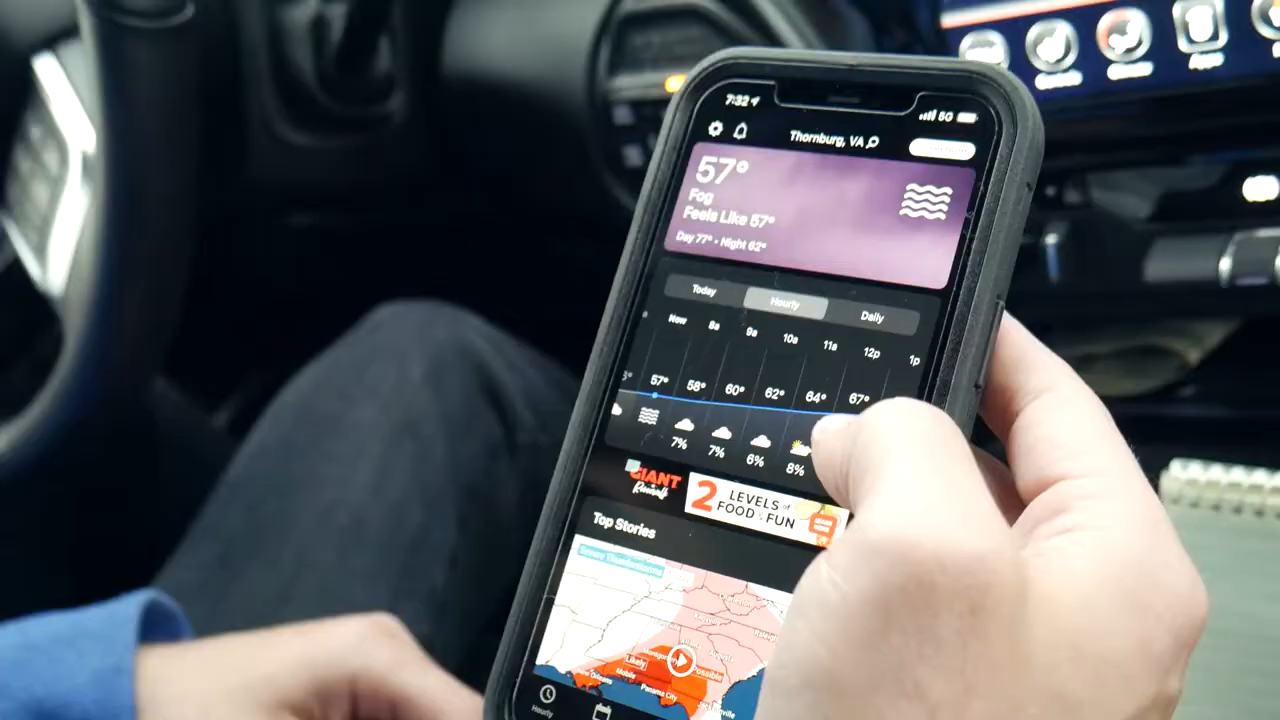 7:32
5G
Thornburg, VA
57°
Fog
Feels Like 57°
Day 77° • Night 62°
Today Hourly Daily
Now 8a 9a 10a 11a 12p 1p
57° 58° 60° 62° 64° 67°
7% 7% 6% 8%
GIANT
2 LEVELS of
FOOD & FUN
Top Stories
Severe Thunderstorms
Likely
Possible
Mobile
Panama City
Hourly